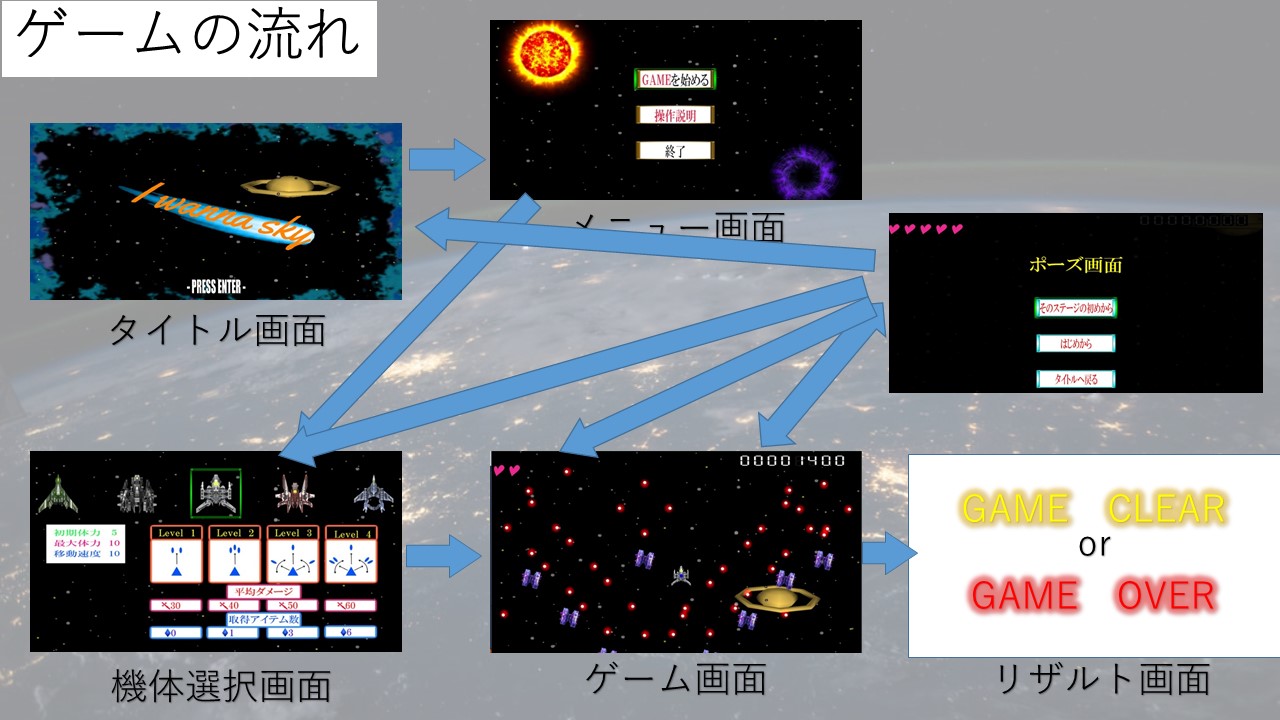 ゲームの流れ
GAMEを始める
操作説明
終了
メニュー画面
I wanna sky
- PRESS ENTER -
タイトル画面
ポーズ画面
そのステージの初めから
はじめから
タイトルへ戻る
初期体力 5
最大体力 10
移動速度 10
Level 1 Level 2 Level 3 Level 4
平均ダメージ
30 40 50 60
取得アイテム数
0 1 3 6
機体選択画面
00001400
ゲーム画面
GAME CLEAR
or
GAME OVER
リザルト画面